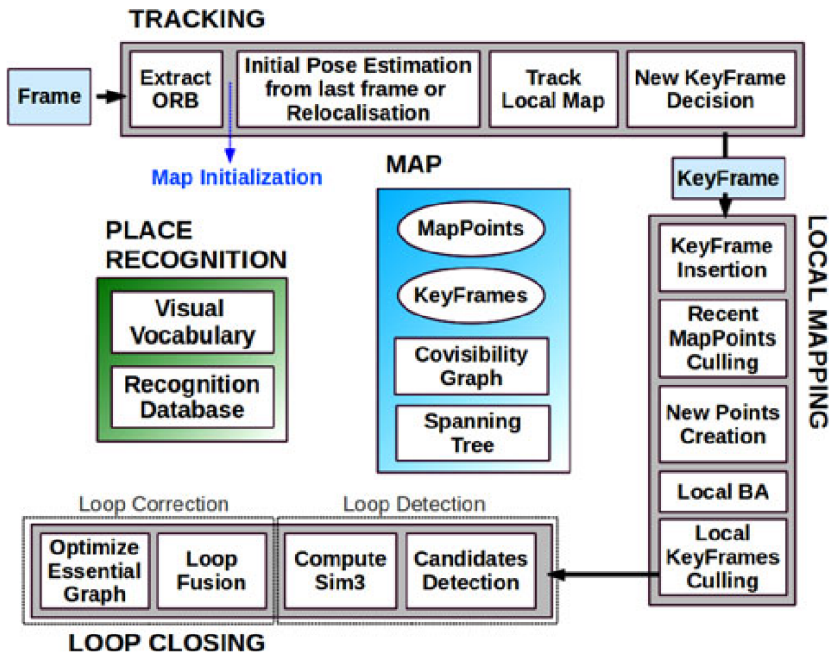 TRACKING
Frame
Extract
ORB
Initial Pose Estimation
from last frame or
Relocalisation
Track
Local Map
New KeyFrame
Decision
Map Initialization
KeyFrame
MAP
MapPoints
KeyFrames
Covisibility
Graph
Spanning
Tree
PLACE
RECOGNITION
Visual
Vocabulary
Recognition
Database
LOCAL MAPPING
KeyFrame
Insertion
Recent
MapPoints
Culling
New Points
Creation
Local BA
Local
KeyFrames
Culling
Loop Correction
Loop Detection
Optimize
Essential
Graph
Loop
Fusion
Compute
Sim3
Candidates
Detection
LOOP CLOSING